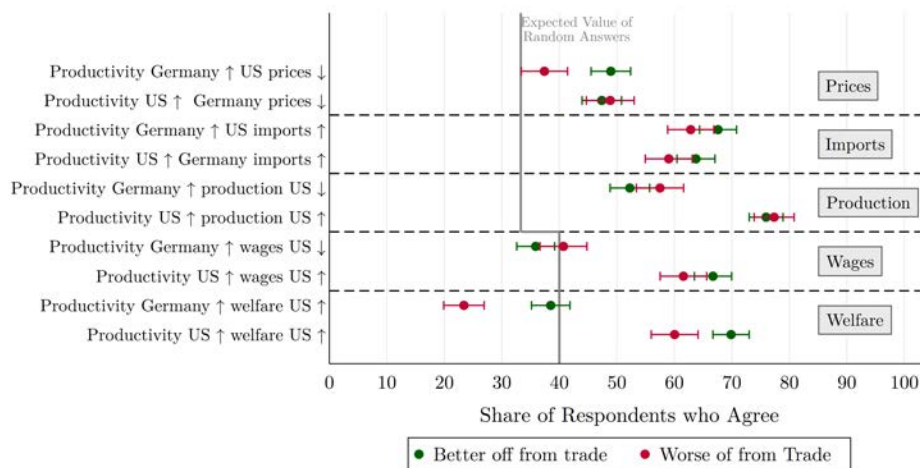 Expected Value of
Random Answers
Productivity Germany ↑ US prices ↓
Prices
Productivity US ↑ Germany prices ↓
Productivity Germany ↑ US imports ↑
Imports
Productivity US ↑ Germany imports ↑
Productivity Germany ↑ production US ↓
Production
Productivity US ↑ production US ↑
Productivity Germany ↑ wages US ↓
Wages
Productivity US ↑ wages US ↑
Productivity Germany ↑ welfare US ↑
Welfare
Productivity US ↑ welfare US ↑
0 10 20 30 40 50 60 70 80 90 100
Share of Respondents who Agree
Better off from trade Worse of from Trade